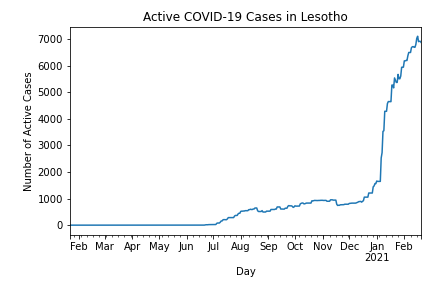 Active COVID-19 Cases in Lesotho
Number of Active Cases
7000
6000
5000
4000
3000
2000
1000
0
Feb Mar Apr May Jun Jul Aug Sep Oct Nov Dec Jan Feb
2021
Day